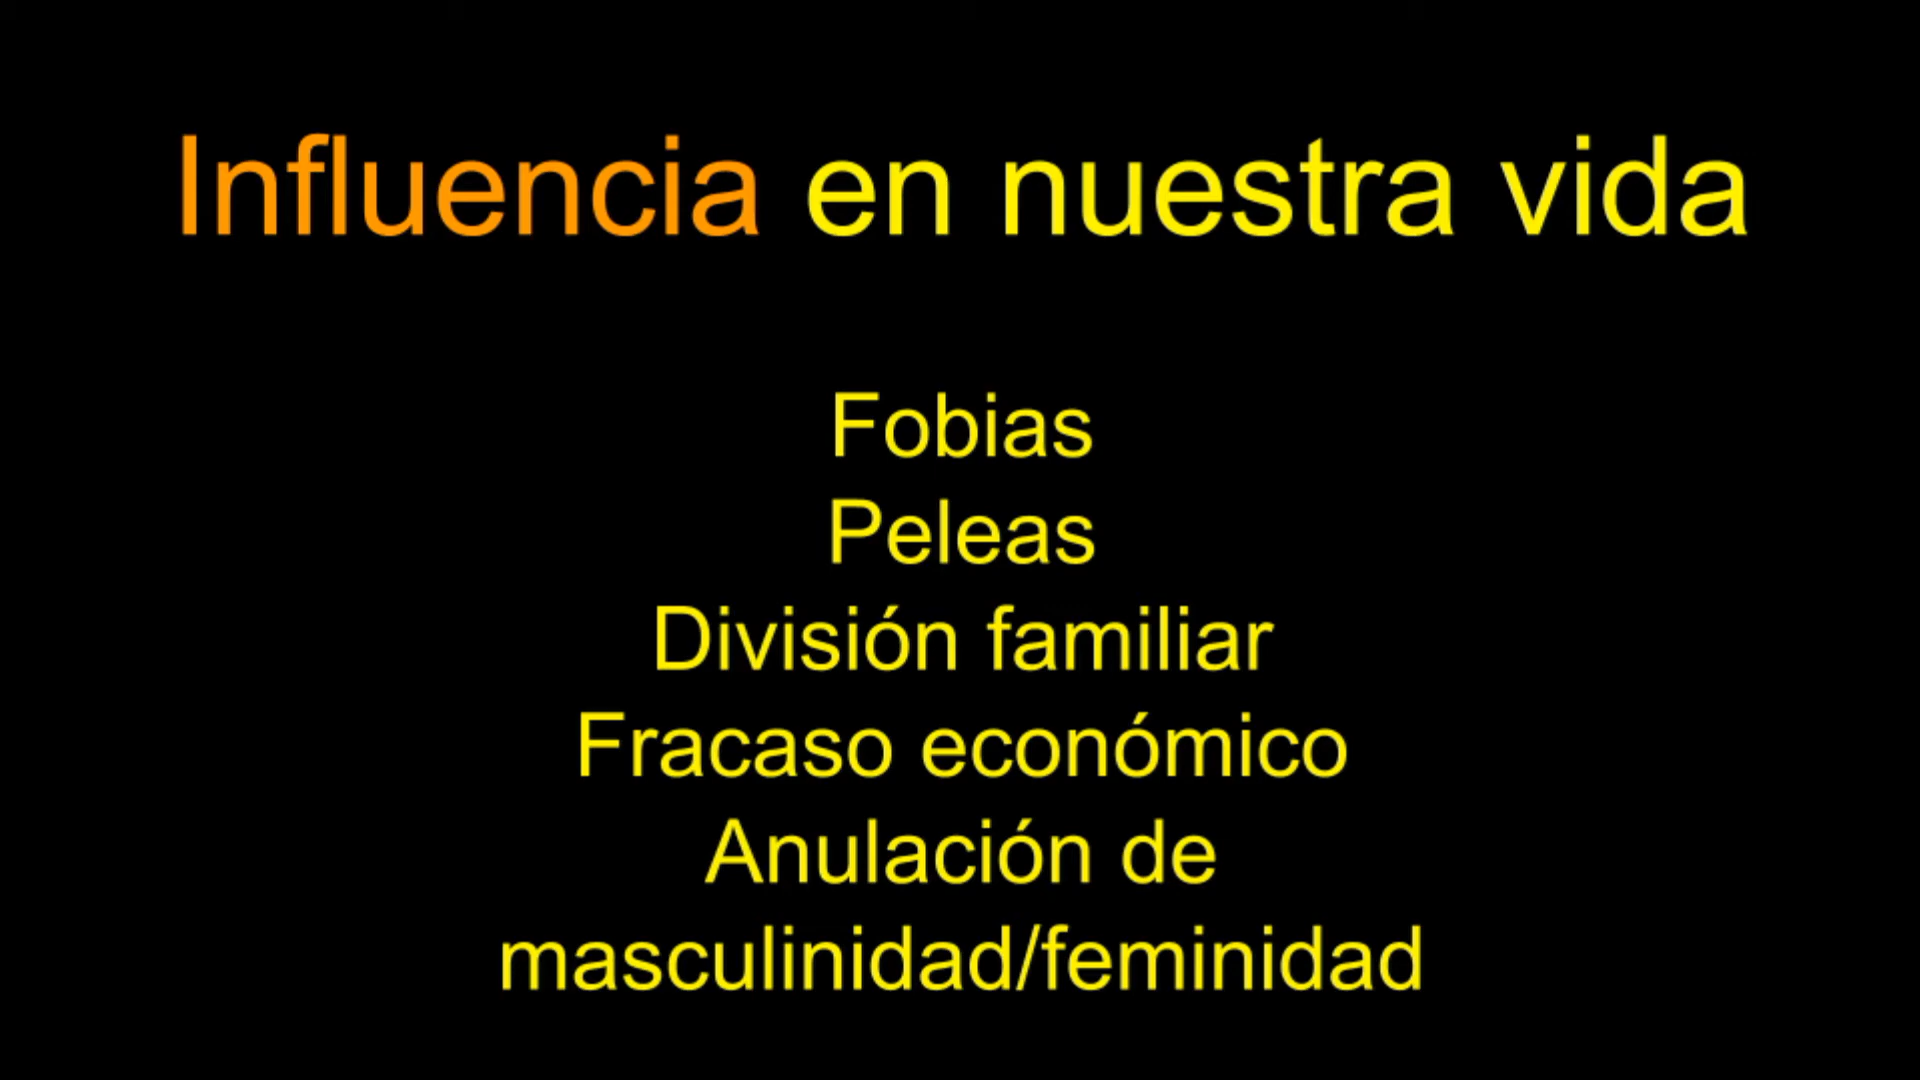 Influencia en nuestra vida
Fobias
Peleas
División familiar
Fracaso económico
Anulación de
masculinidad/feminidad